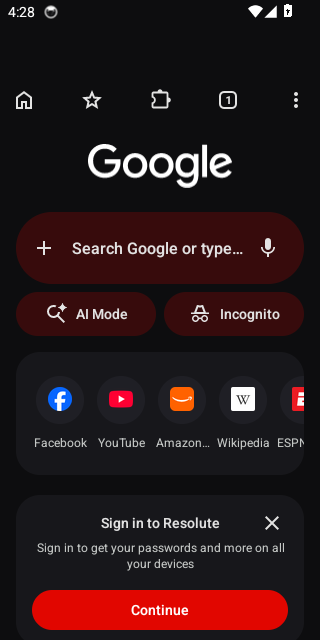 4:28
1
Google
Search Google or type…
AI Mode
Incognito
W
Facebook
YouTube
Amazon…
Wikipedia
Sign in to Resolute
Sign in to get your passwords and more on all
your devices
Continue